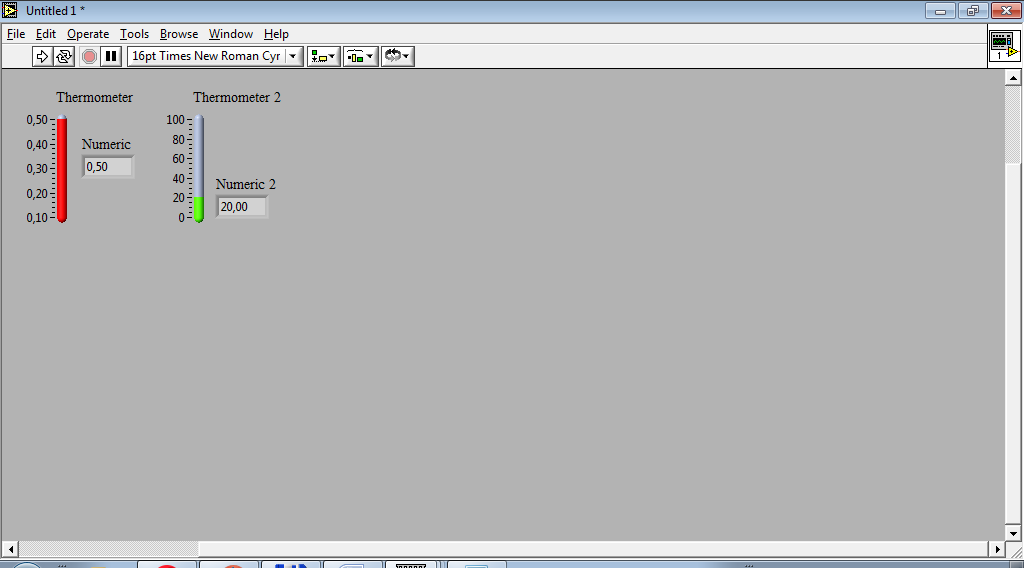 Untitled 1 *
File Edit Operate Tools Browse Window Help
16pt Times New Roman Cyr
1
Thermometer
0,50
0,40
0,30
0,20
0,10
Numeric
0,50
Thermometer 2
100
80
60
40
20
0
Numeric 2
20,00